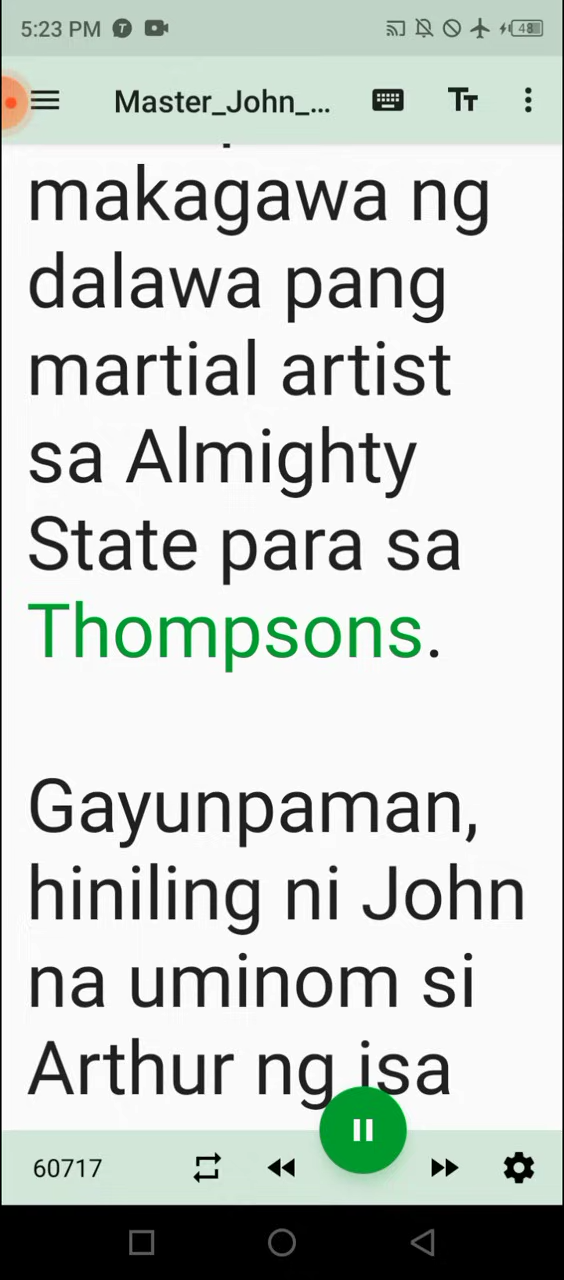 5:23 PM
48
Master_John_...
makagawa ng
dalawa pang
martial artist
sa Almighty
State para sa
Thompsons.
Gayunpaman,
hiniling ni John
na uminom si
Arthur ng isa
60717